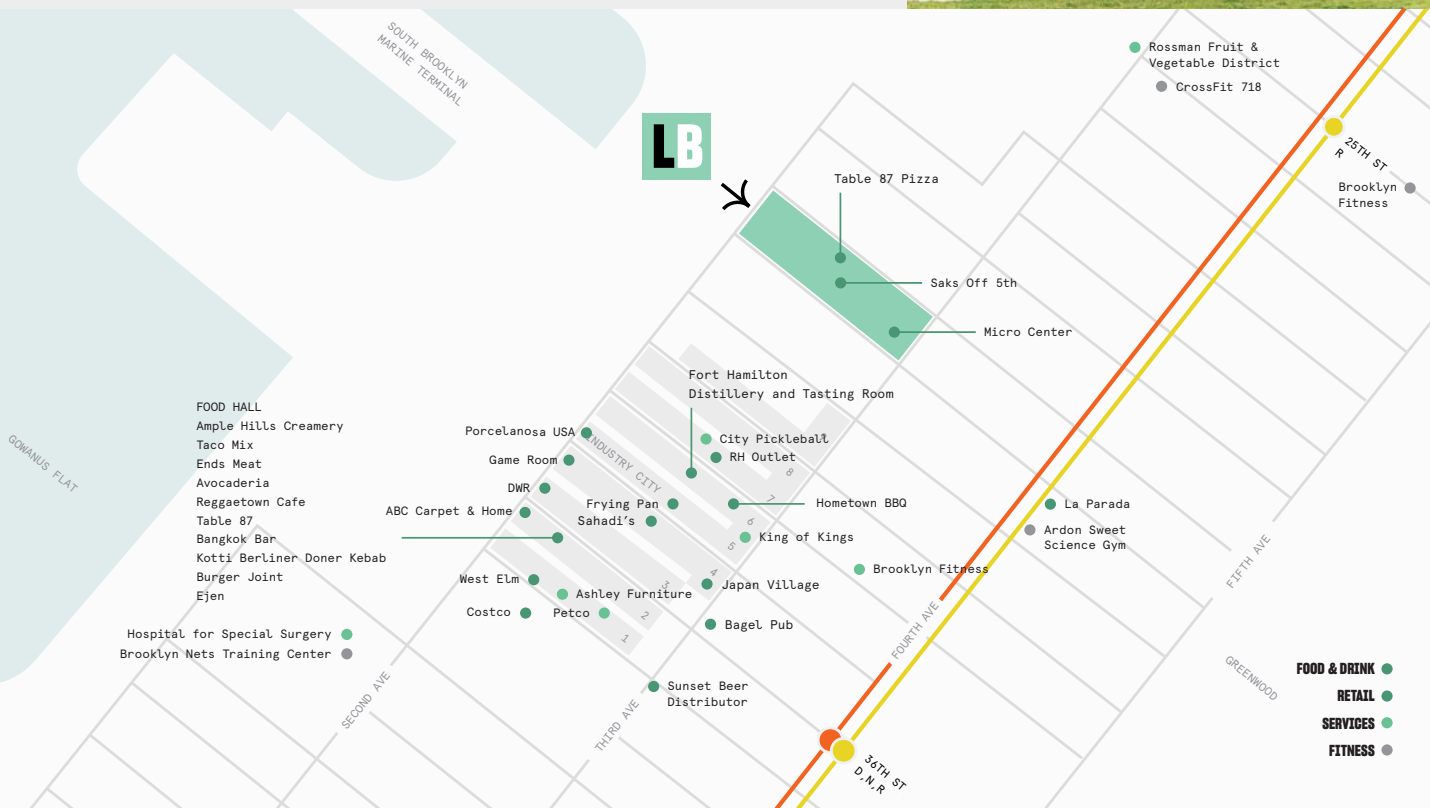 SOUTH BROOKLYN
MARINE TERMINAL
Rossman Fruit &
Vegetable District
CrossFit 718
LB
25TH ST
R
Brooklyn
Fitness
Table 87 Pizza
Saks Off 5th
Micro Center
Fort Hamilton
Distillery and Tasting Room
FOOD HALL
Ample Hills Creamery
Taco Mix
Ends Meat
Avocaderia
Reggaetown Cafe
Table 87
Bangkok Bar
Kotti Berliner Doner Kebab
Burger Joint
Ejen
GOWANUS FLAT
Porcelanosa USA
INDUSTRY CITY
City Pickleball
RH Outlet
Game Room
DWR
ABC Carpet & Home
Frying Pan
Sahadi's
Hometown BBQ
8
7
6
5
4
3
2
1
La Parada
Ardon Sweet
Science Gym
King of Kings
Brooklyn Fitness
West Elm
Ashley Furniture
Japan Village
Costco
Petco
Bagel Pub
FIFTH AVE
FOURTH AVE
Hospital for Special Surgery
Brooklyn Nets Training Center
SECOND AVE
THIRD AVE
Sunset Beer
Distributor
GREENWOOD
36TH ST
D,N,R
FOOD & DRINK
RETAIL
SERVICES
FITNESS